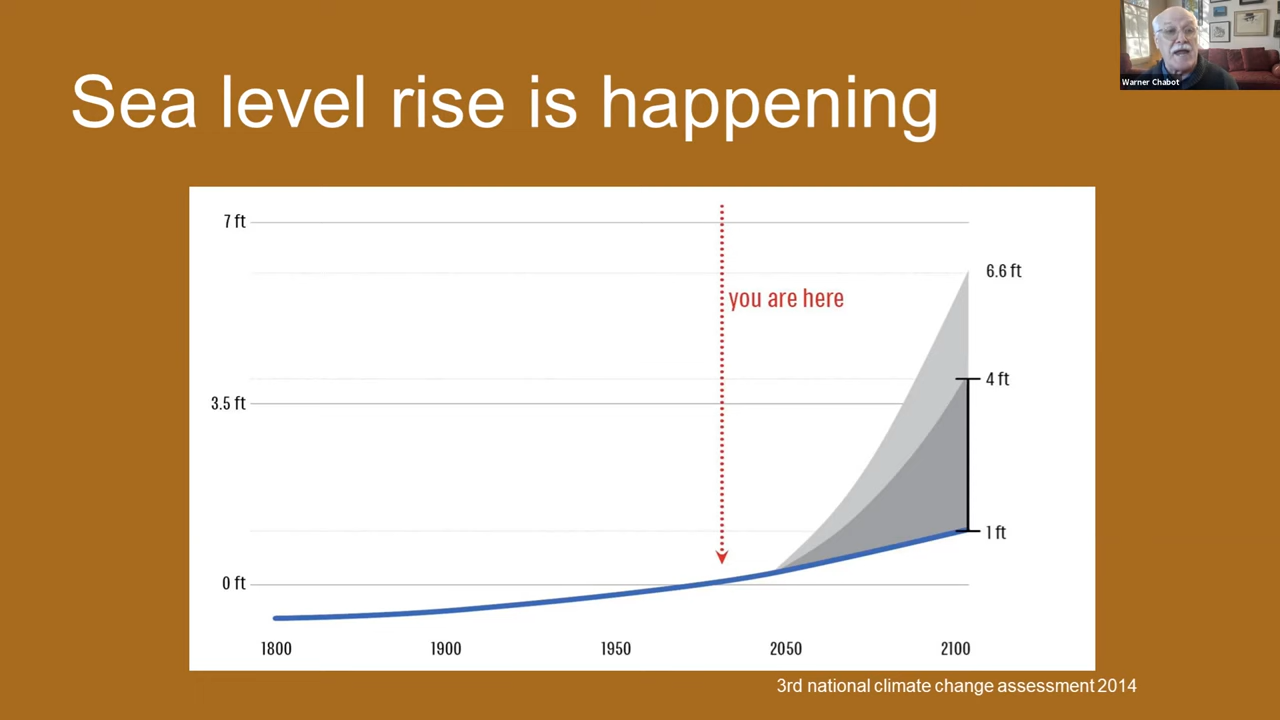 Warner Chabot
Sea level rise is happening
7 ft
you are here
6.6 ft
4 ft
3.5 ft
1 ft
0 ft
1800 1900 1950 2050 2100
3rd national climate change assessment 2014